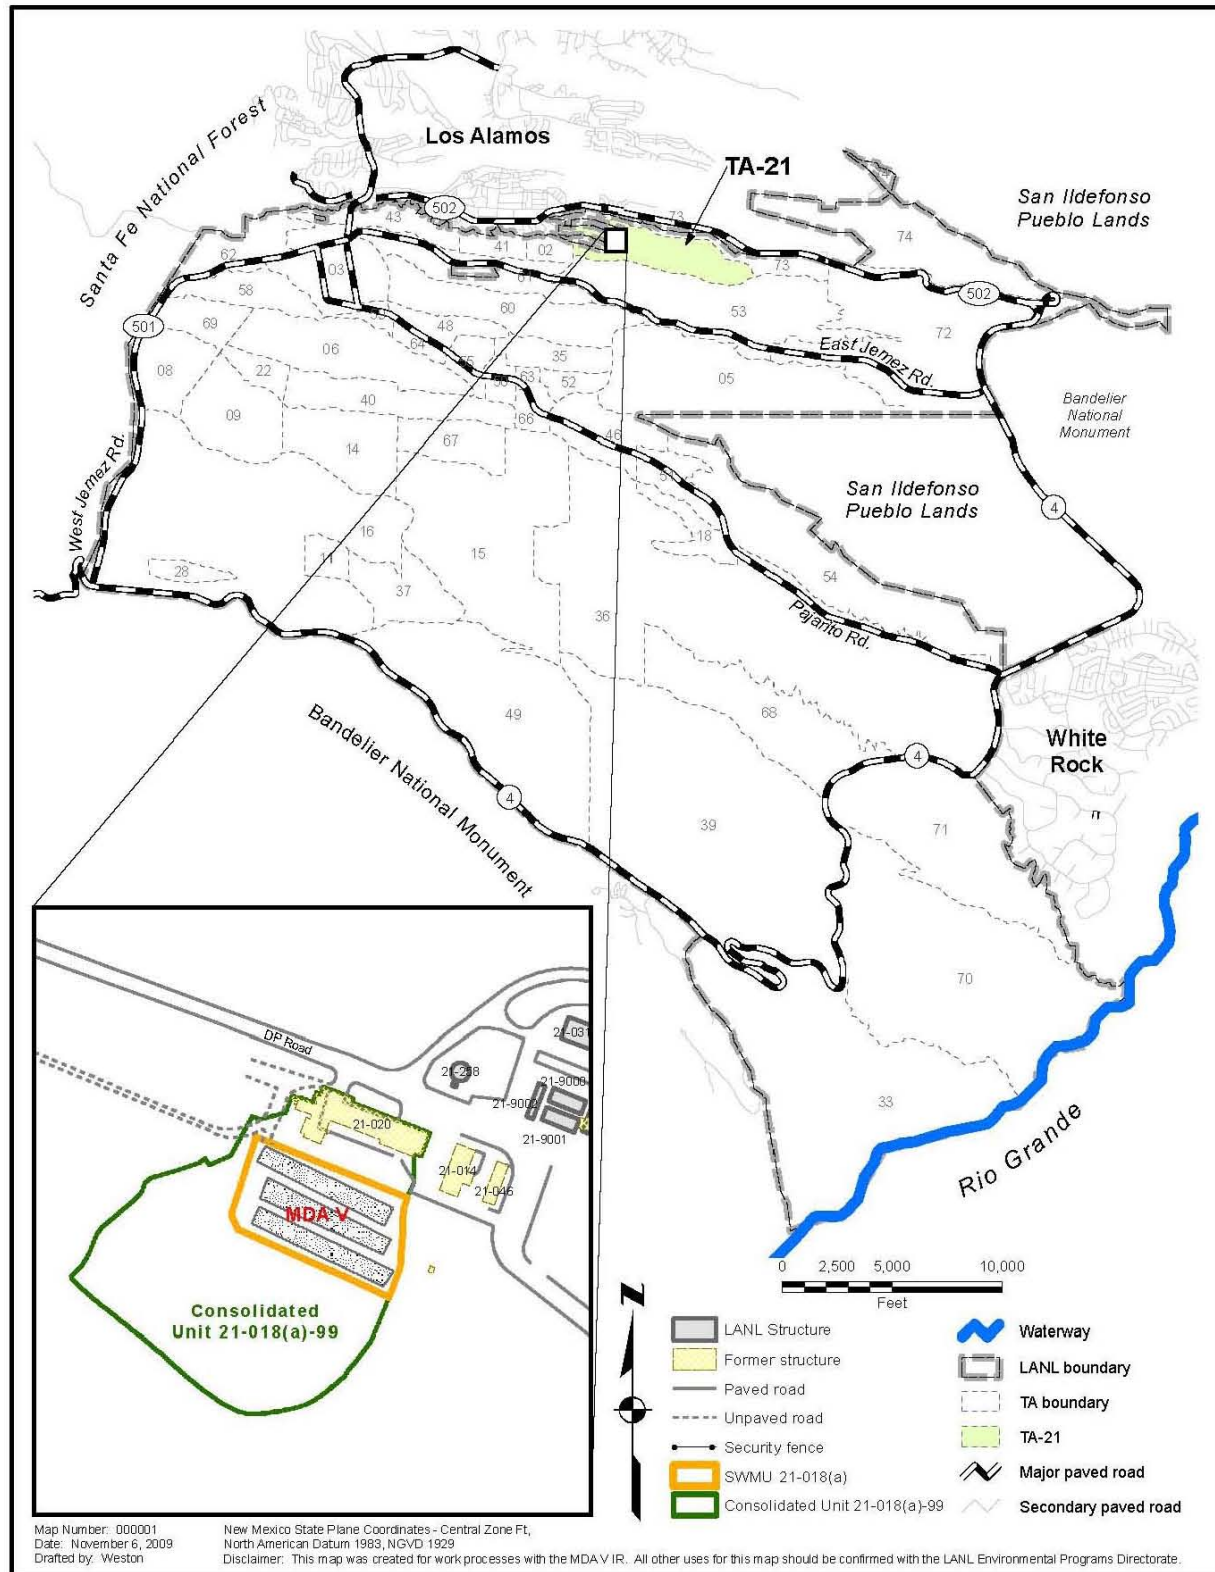 Santa Fe National Forest
Los Alamos
TA-21
San Ildefonso
Pueblo Lands
502
43
73
74
41
02
62
03
61
73
58
60
53
502
501
69
48
72
64
06
35
East Jemez Rd.
08
22
55
63
52
05
50
40
09
66
Bandelier
National
Monument
46
67
14
West Jemez Rd.
51
San Ildefonso
Pueblo Lands
4
16
18
11
15
28
54
37
36
Pajarito Rd.
49
68
Bandelier National Monument
White
Rock
4
4
39
71
70
33
Rio Grande
DP Road
21-031
21-258
21-9000
21-9002
21-020
21-9001
21-014
21-046
MDA V
Consolidated
Unit 21-018(a)-99
0 2,500 5,000 10,000
Feet
N
LANL Structure
Former structure
Paved road
Unpaved road
Security fence
SWMU 21-018(a)
Consolidated Unit 21-018(a)-99
Waterway
LANL boundary
TA boundary
TA-21
Major paved road
Secondary paved road
Map Number: 000001
Date: November 6, 2009
Drafted by: Weston
New Mexico State Plane Coordinates - Central Zone Ft,
North American Datum 1983, NGVD 1929
Disclaimer: This map was created for work processes with the MDA V IR. All other uses for this map should be confirmed with the LANL Environmental Programs Directorate.